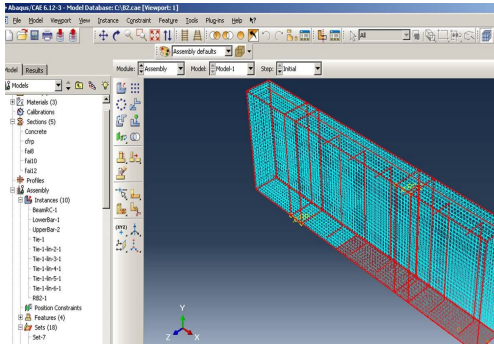 Abaqus/CAE 6.12-3 - Model Database: C:\B2.cae [Viewport: 1]
File Model Viewport View Instance Constraint Feature Tools Plug-ins Help
All
Assembly defaults
Model Results
Module: Assembly Model: Model-1 Step: Initial
Models
Materials (3)
Calibrations
Sections (5)
Concrete
cfrp
fai8
fai10
fai12
Profiles
Assembly
Instances (10)
BeamRC-1
LowerBar-1
UpperBar-2
Tie-1
Tie-1-lin-2-1
Tie-1-lin-3-1
Tie-1-lin-4-1
Tie-1-lin-5-1
Tie-1-lin-6-1
RB2-1
Position Constraints
Features (4)
Sets (18)
Set-7
(XYZ)
Y
Z X